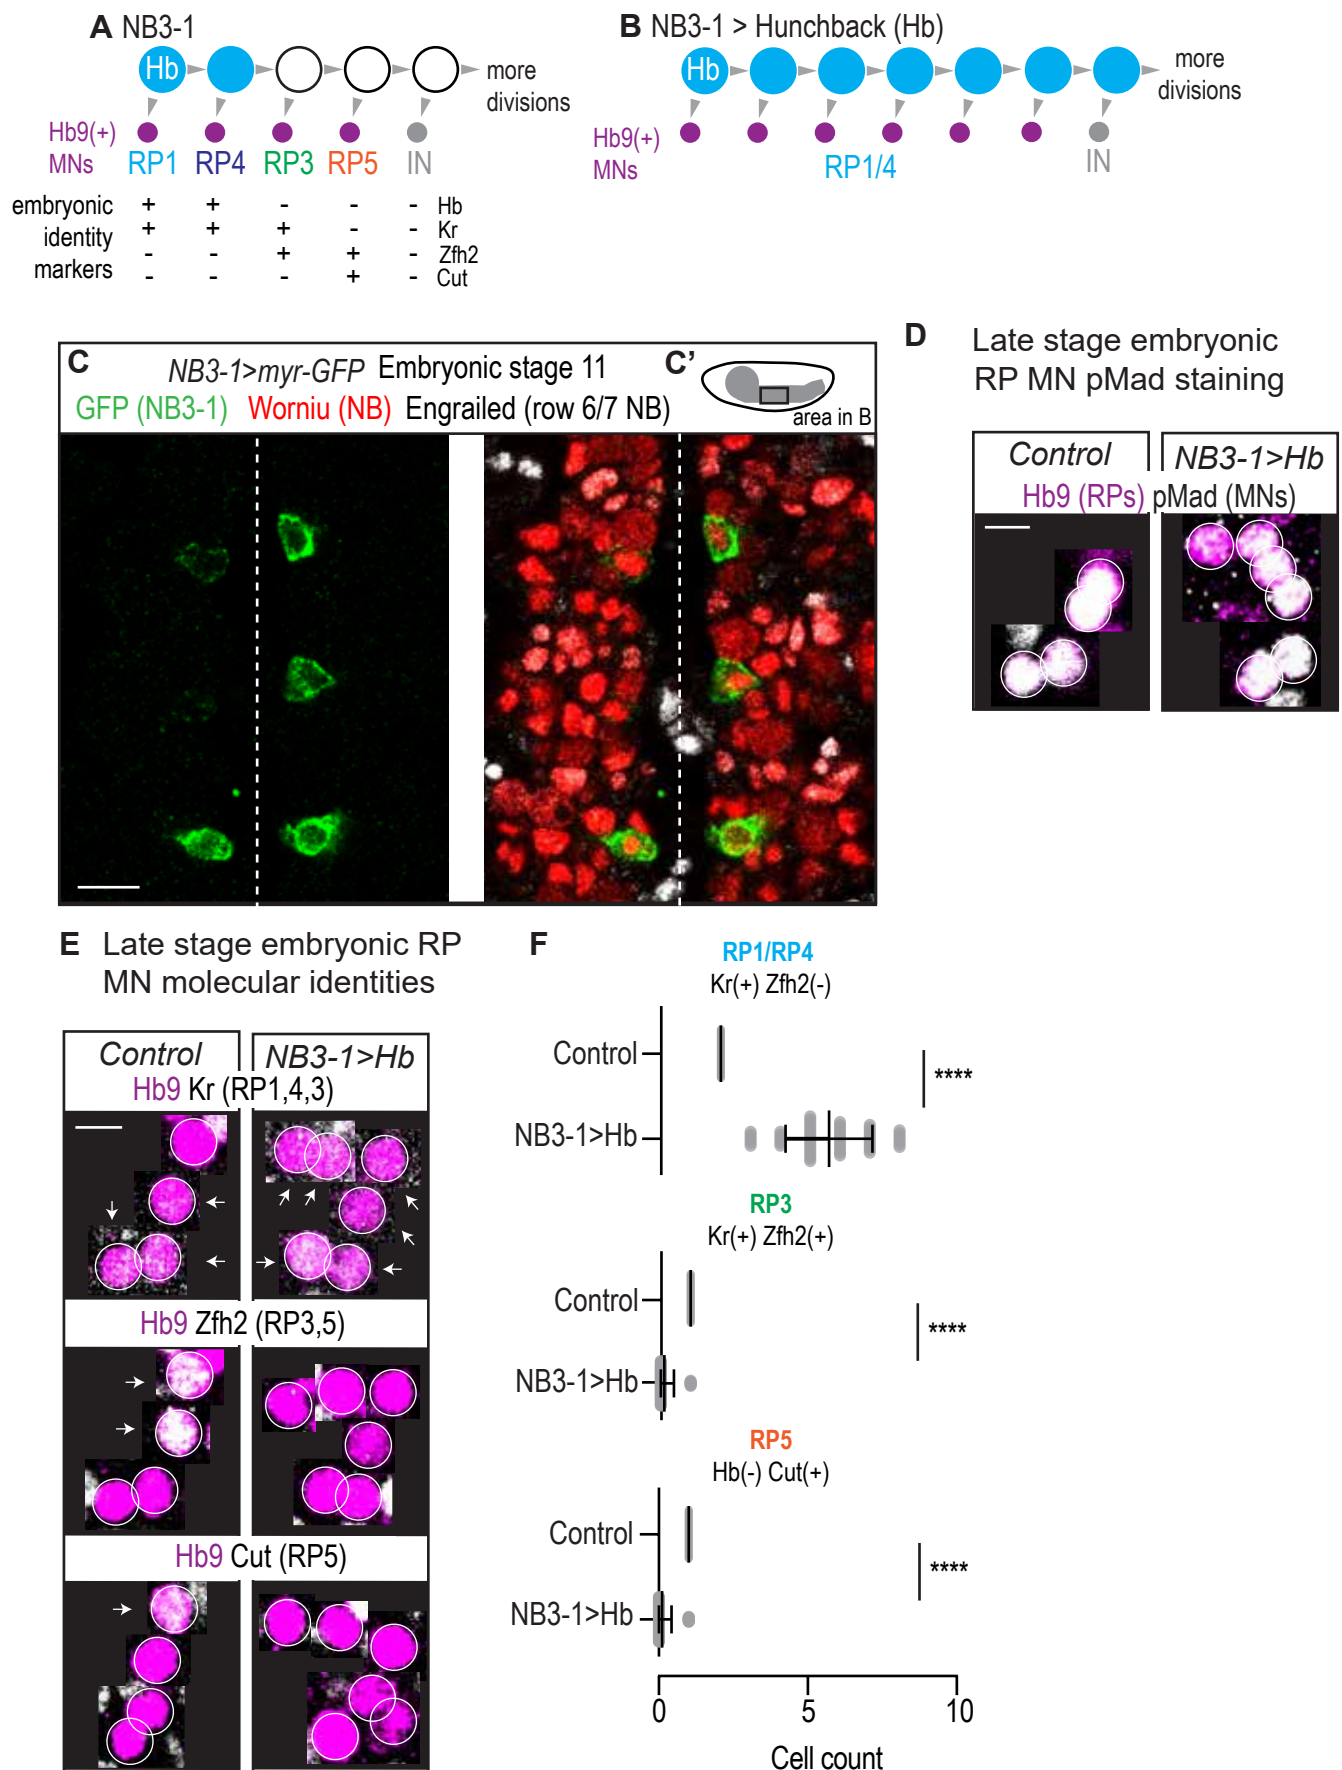 A NB3-1
Hb
more
divisions
Hb9(+)
MNs
RP1 RP4 RP3 RP5 IN
embryonic
identity
markers
+ + - - - Hb
+ + + - - Kr
- - + + - Zfh2
- - - + - Cut
B NB3-1 > Hunchback (Hb)
Hb
more
divisions
Hb9(+)
MNs
RP1/4
IN
C
NB3-1>myr-GFP Embryonic stage 11
C'
GFP (NB3-1) Worniu (NB) Engrailed (row 6/7 NB)
area in B
D Late stage embryonic
RP MN pMad staining
Control NB3-1>Hb
Hb9 (RPs) pMad (MNs)
E Late stage embryonic RP
MN molecular identities
Control NB3-1>Hb
Hb9 Kr (RP1,4,3)
Hb9 Zfh2 (RP3,5)
Hb9 Cut (RP5)
F
RP1/RP4
Kr(+) Zfh2(-)
Control
****
NB3-1>Hb
RP3
Kr(+) Zfh2(+)
Control
****
NB3-1>Hb
RP5
Hb(-) Cut(+)
Control
****
NB3-1>Hb
0 5 10
Cell count